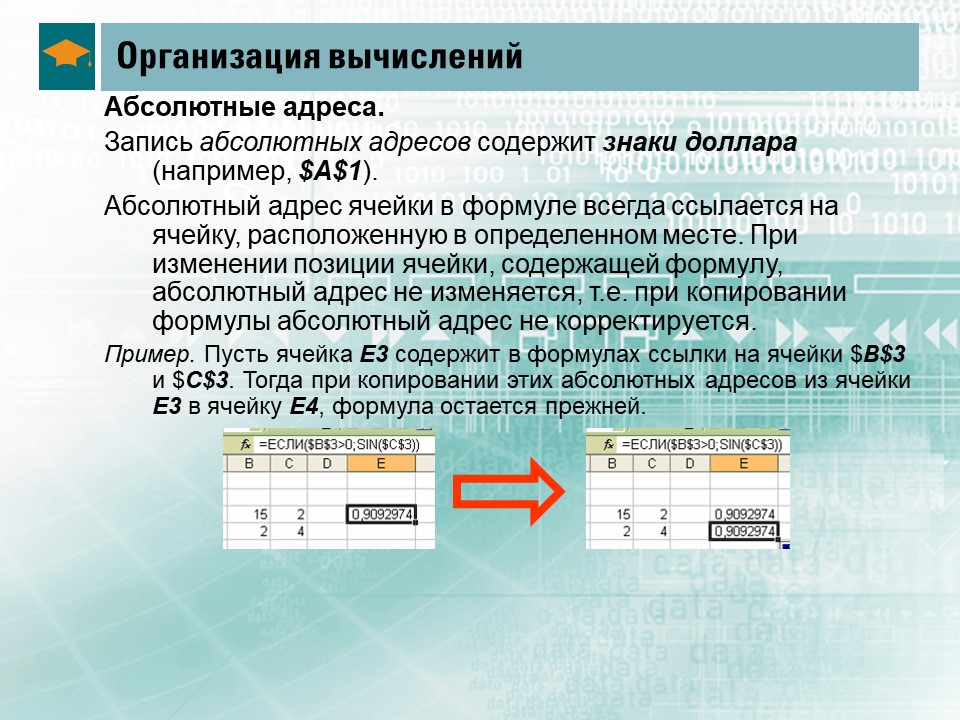 Организация вычислений
Абсолютные адреса.
Запись абсолютных адресов содержит знаки доллара
(например, $A$1).
Абсолютный адрес ячейки в формуле всегда ссылается на
ячейку, расположенную в определенном месте. При
изменении позиции ячейки, содержащей формулу,
абсолютный адрес не изменяется, т.е. при копировании
формулы абсолютный адрес не корректируется.
Пример. Пусть ячейка E3 содержит в формулах ссылки на ячейки $B$3
и $C$3. Тогда при копировании этих абсолютных адресов из ячейки
E3 в ячейку E4, формула остается прежней.
fx =ЕСЛИ($B$3>0;SIN($C$3))
B C D E
15 2 0,9092974
2 4
fx =ЕСЛИ($B$3>0;SIN($C$3))
B C D E
15 2 0,9092974
2 4 0,9092974